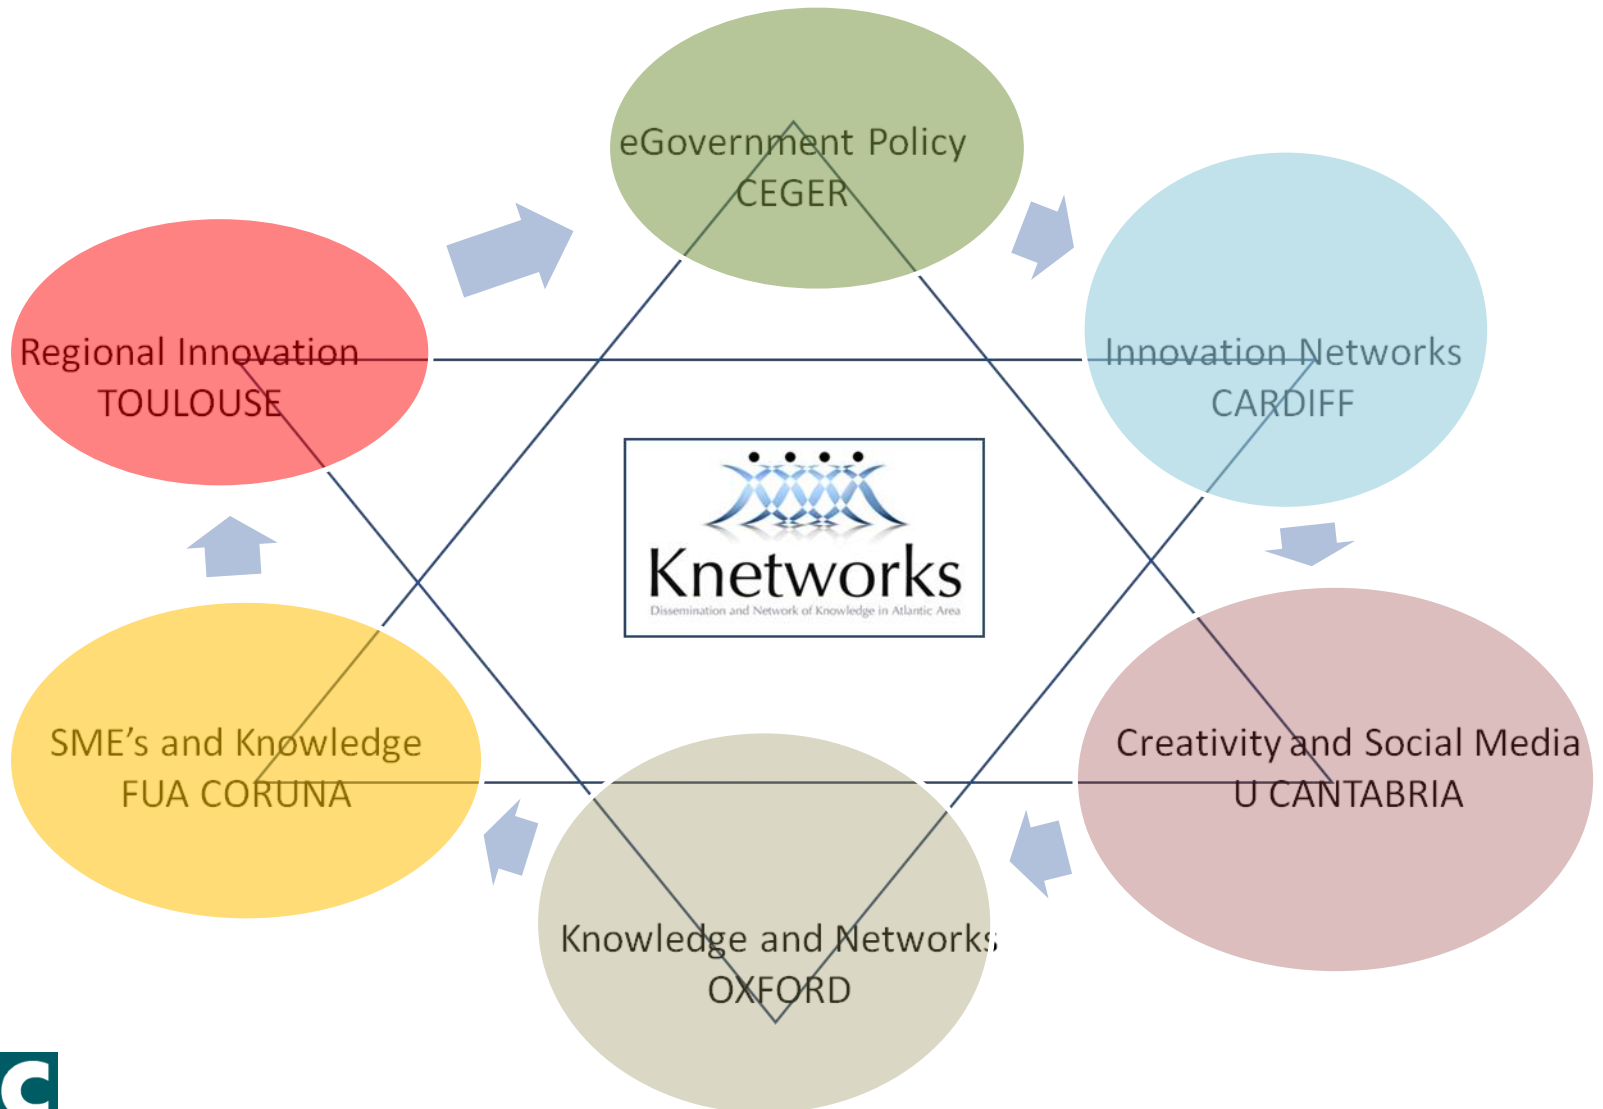 eGovernment Policy
CEGER
Innovation Networks
CARDIFF
Regional Innovation
TOULOUSE
Knetworks
Dissemination and Network of Knowledge in Atlantic Area
SME's and Knowledge
FUA CORUNA
Creativity and Social Media
U CANTABRIA
Knowledge and Networks
OXFORD
C